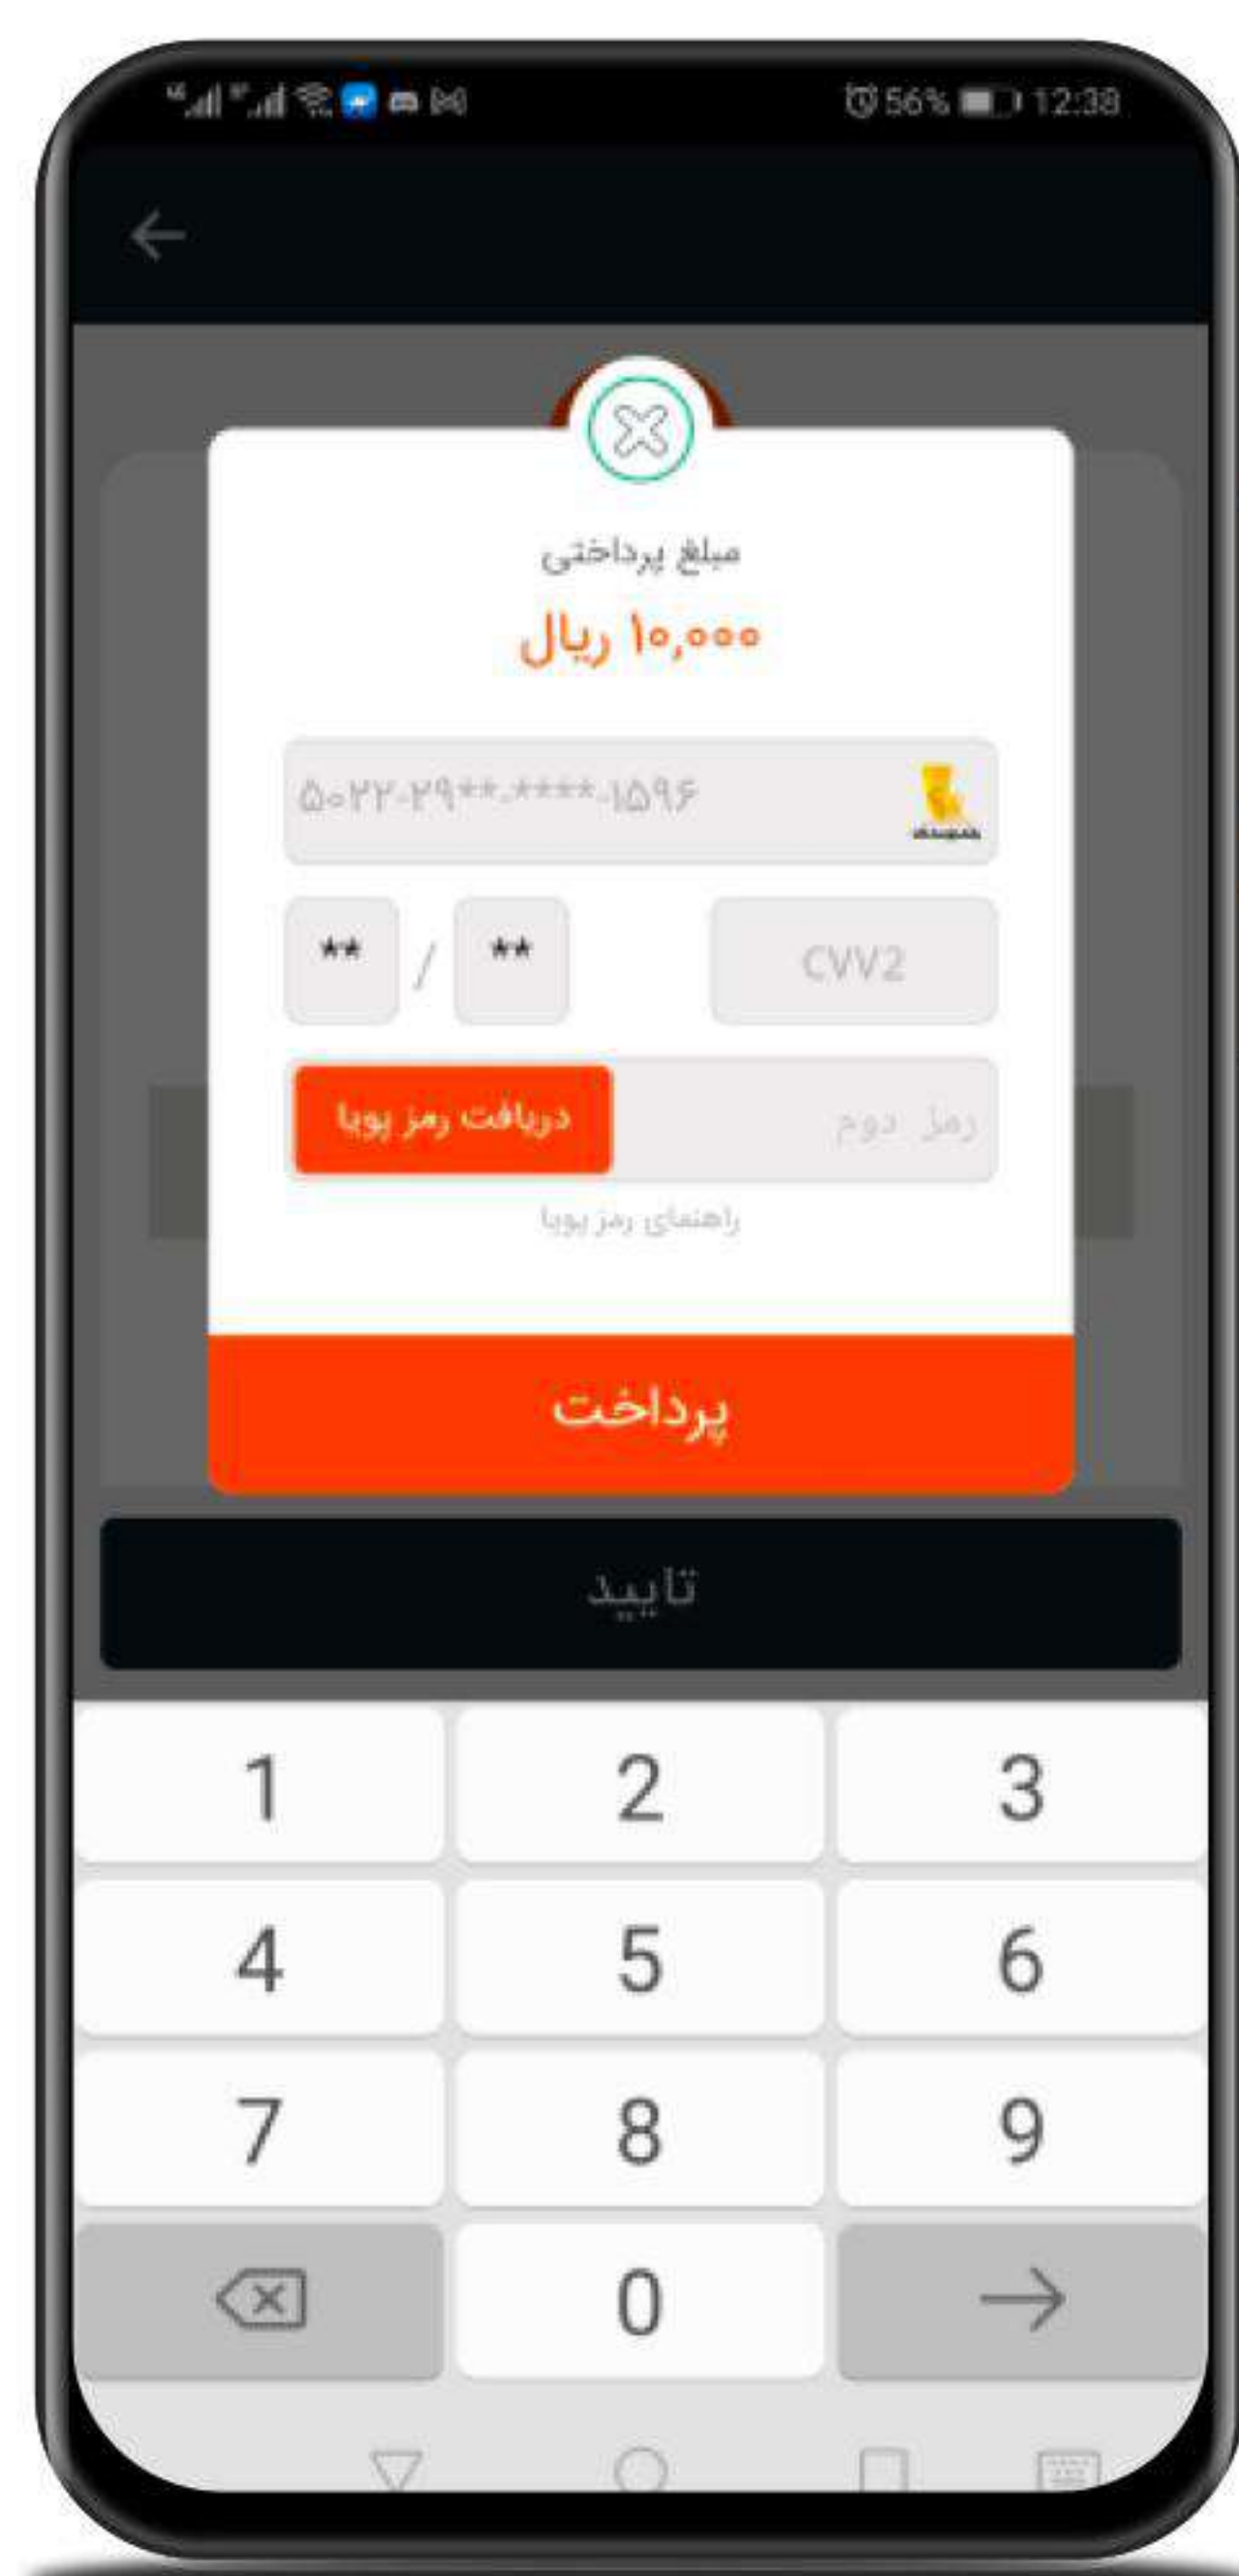 56% 12:38
مبلغ پرداختی
۱۰,۰۰۰ ریال
۵۰۲۲-۲۹**-****-۱۵۹۶
** / ** CVV2
رمز دوم دریافت رمز پویا
راهنمای رمز پویا
پرداخت
تایید
1 2 3
4 5 6
7 8 9
0